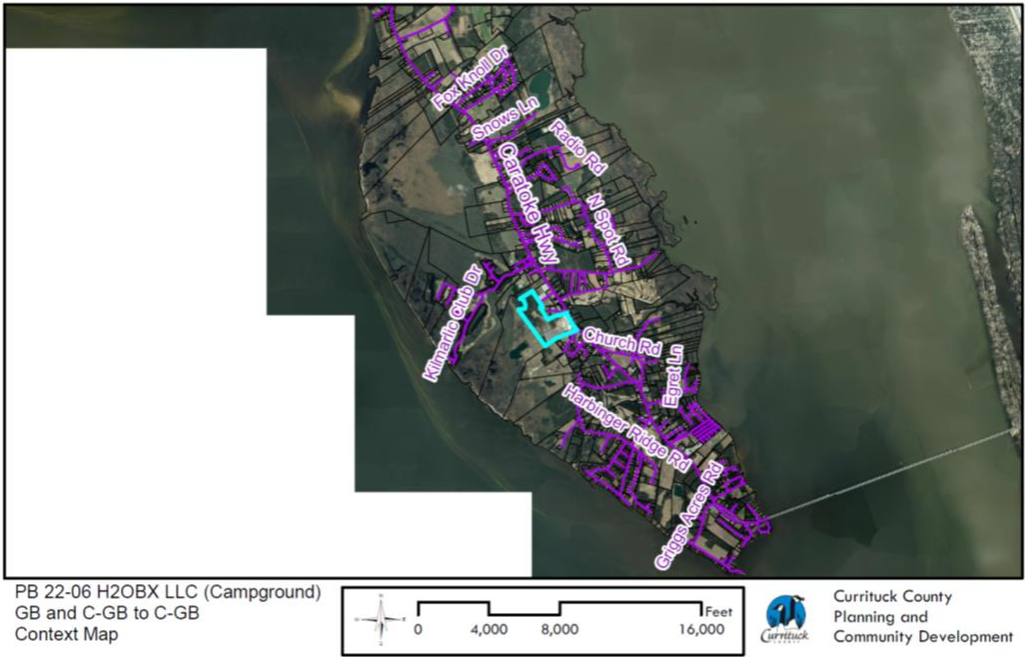 Fox Knoll Dr
Snows Ln
Radio Rd
Caratoke Hwy
N Spot Rd
Kilmarlic Club Dr
Church Rd
Egret Ln
Harbinger Ridge Rd
Griggs Acres Rd
PB 22-06 H2OBX LLC (Campground)
GB and C-GB to C-GB
Context Map
Feet
0 4,000 8,000 16,000
Currituck
COUNTY
Currituck County
Planning and
Community Development